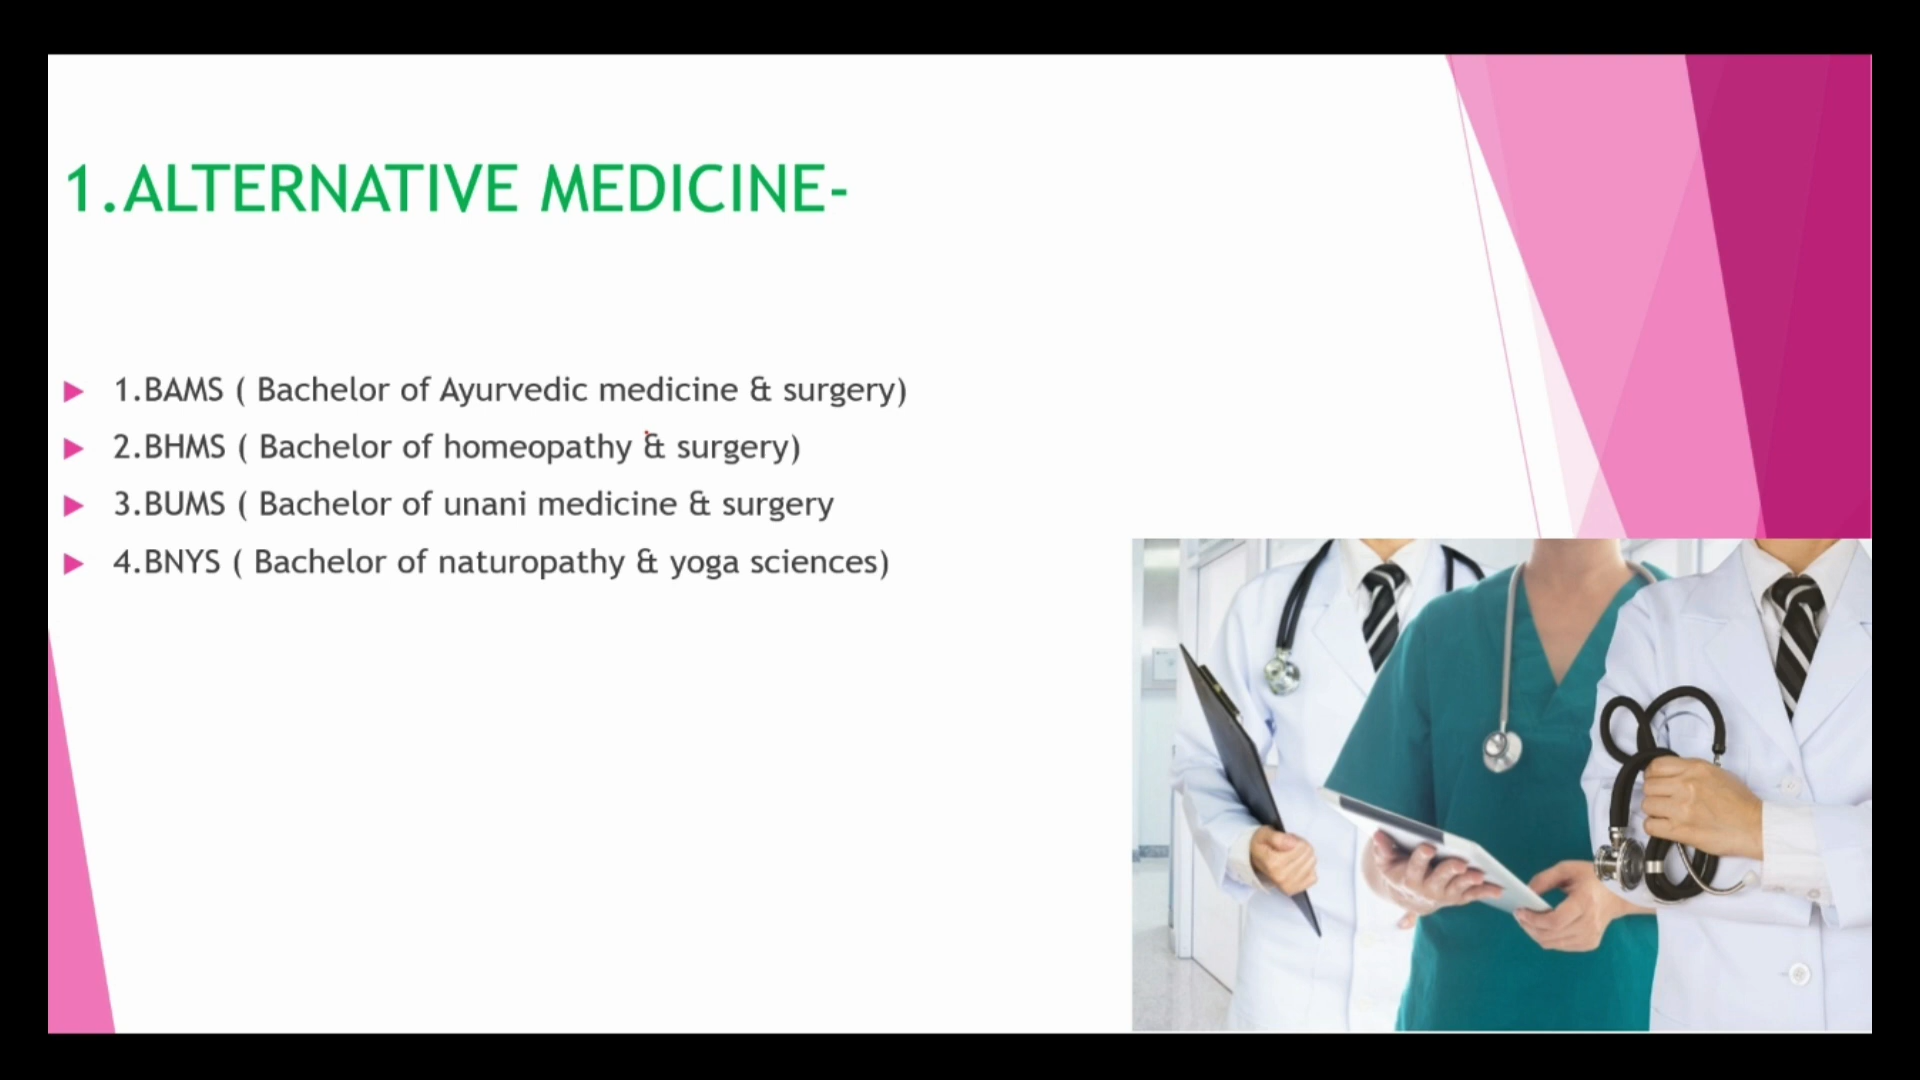 1.ALTERNATIVE MEDICINE-
1.BAMS ( Bachelor of Ayurvedic medicine & surgery)
2.BHMS ( Bachelor of homeopathy & surgery)
3.BUMS ( Bachelor of unani medicine & surgery
4.BNYS ( Bachelor of naturopathy & yoga sciences)